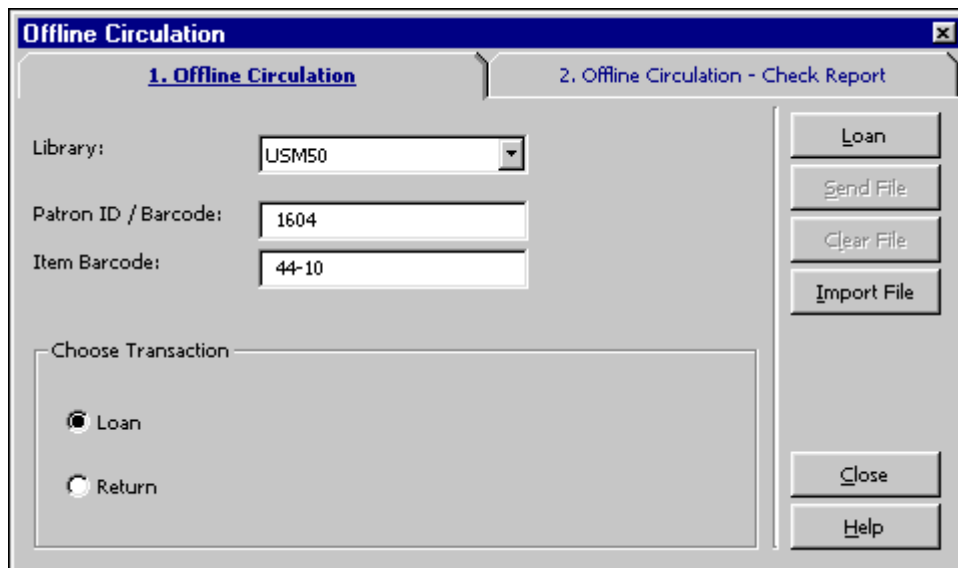 Offline Circulation
1. Offline Circulation
2. Offline Circulation - Check Report
Library:
USM50
Patron ID / Barcode:
1604
Item Barcode:
44-10
Choose Transaction
Loan
Return
Loan
Send File
Clear File
Import File
Close
Help